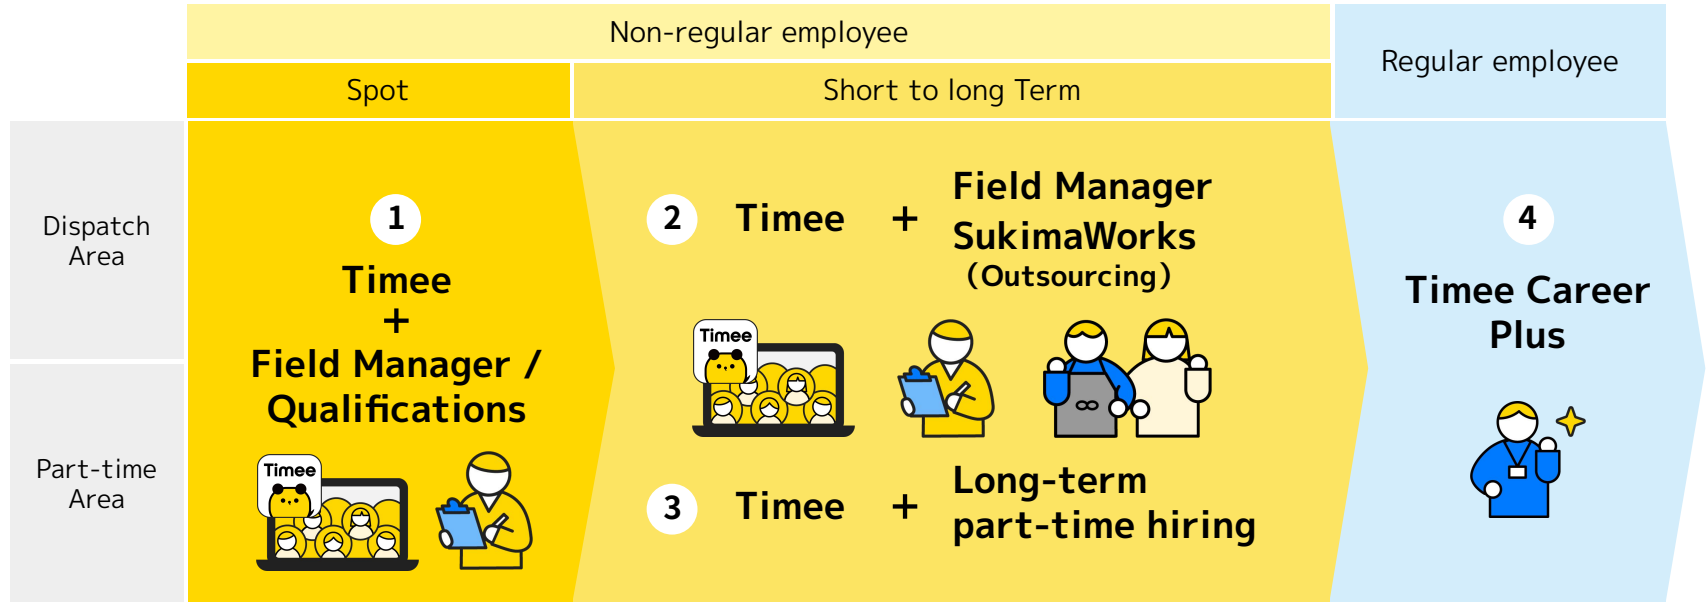 Non-regular employee
Regular employee
Spot
Short to long Term
Dispatch
Area
Part-time
Area
1
Timee
+
Field Manager /
Qualifications
Timee
2
Timee
+
Field Manager
SukimaWorks
(Outsourcing)
Timee
3
Timee
+
Long-term
part-time hiring
4
Timee Career
Plus